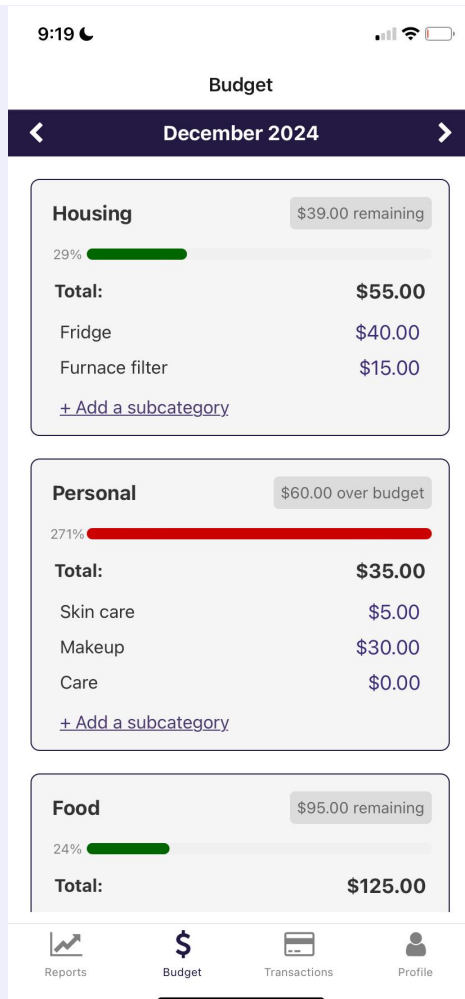 9:19
Budget
December 2024
Housing $39.00 remaining
29%
Total: $55.00
Fridge $40.00
Furnace filter $15.00
+ Add a subcategory
Personal $60.00 over budget
271%
Total: $35.00
Skin care $5.00
Makeup $30.00
Care $0.00
+ Add a subcategory
Food $95.00 remaining
24%
Total: $125.00
$
Reports Budget Transactions Profile